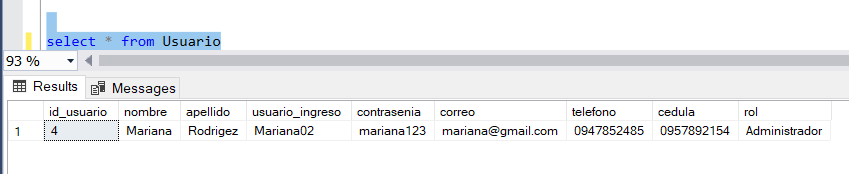 select * from Usuario
93 %
Results Messages
id_usuario nombre apellido usuario_ingreso contrasenia correo telefono cedula rol
1 4 Mariana Rodrigez Mariana02 mariana123 mariana@gmail.com 0947852485 0957892154 Administrador